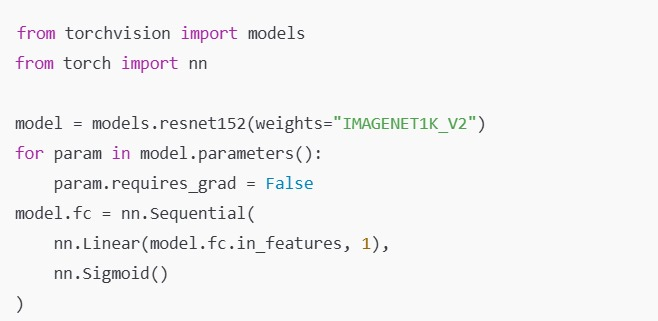 from torchvision import models
from torch import nn

model = models.resnet152(weights="IMAGENET1K_V2")
for param in model.parameters():
    param.requires_grad = False
model.fc = nn.Sequential(
    nn.Linear(model.fc.in_features, 1),
    nn.Sigmoid()
)